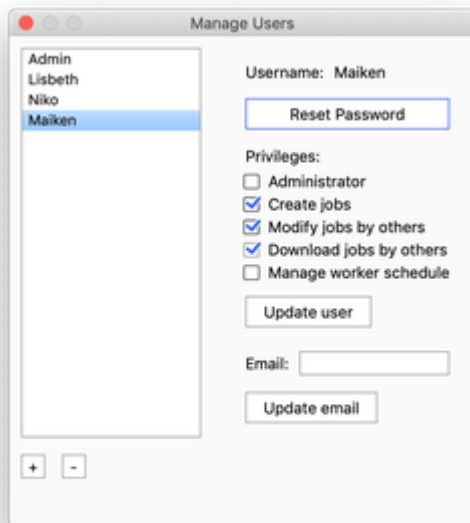 Manage Users
Admin
Lisbeth
Niko
Maiken
Username: Maiken
Reset Password
Privileges:
Administrator
Create jobs
Modify jobs by others
Download jobs by others
Manage worker schedule
Update user
Email:
Update email
+ -